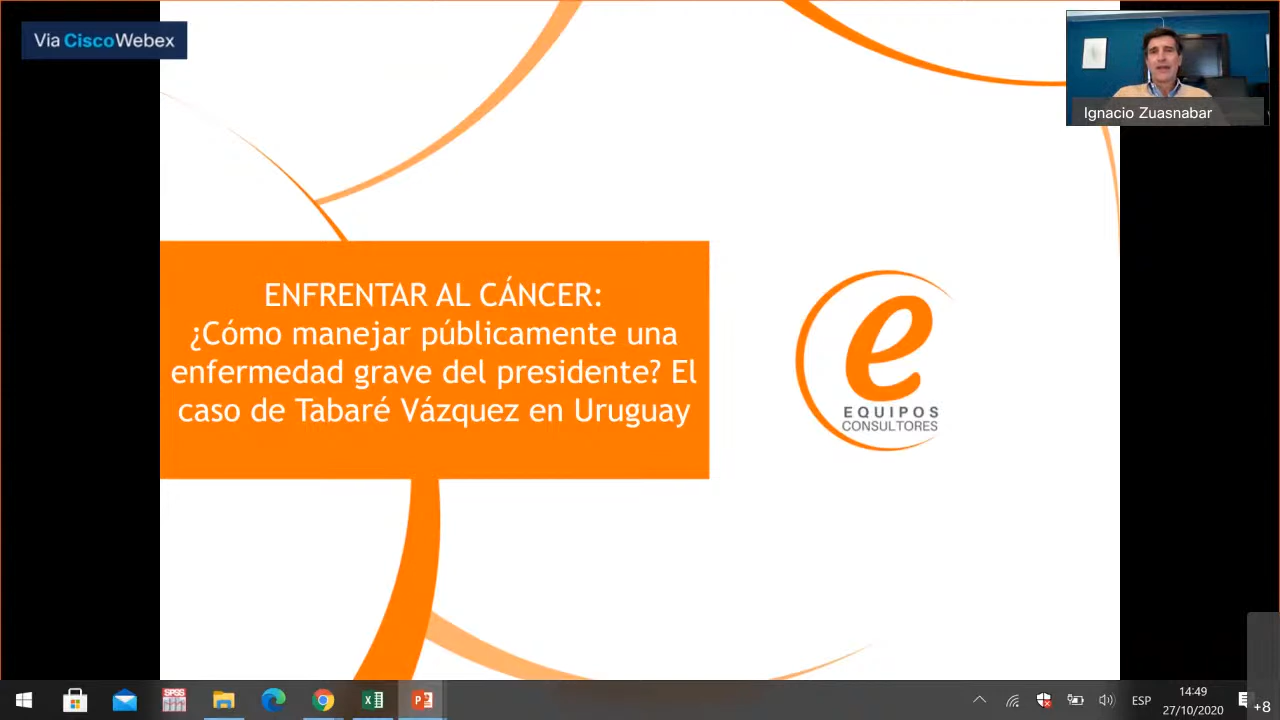 Via CiscoWebex
Ignacio Zuasnabar
ENFRENTAR AL CÁNCER:
¿Cómo manejar públicamente una
enfermedad grave del presidente? El
caso de Tabaré Vázquez en Uruguay
e
EQUIPOS
CONSULTORES
SPSS
ESP
14:49
27/10/2020
+8